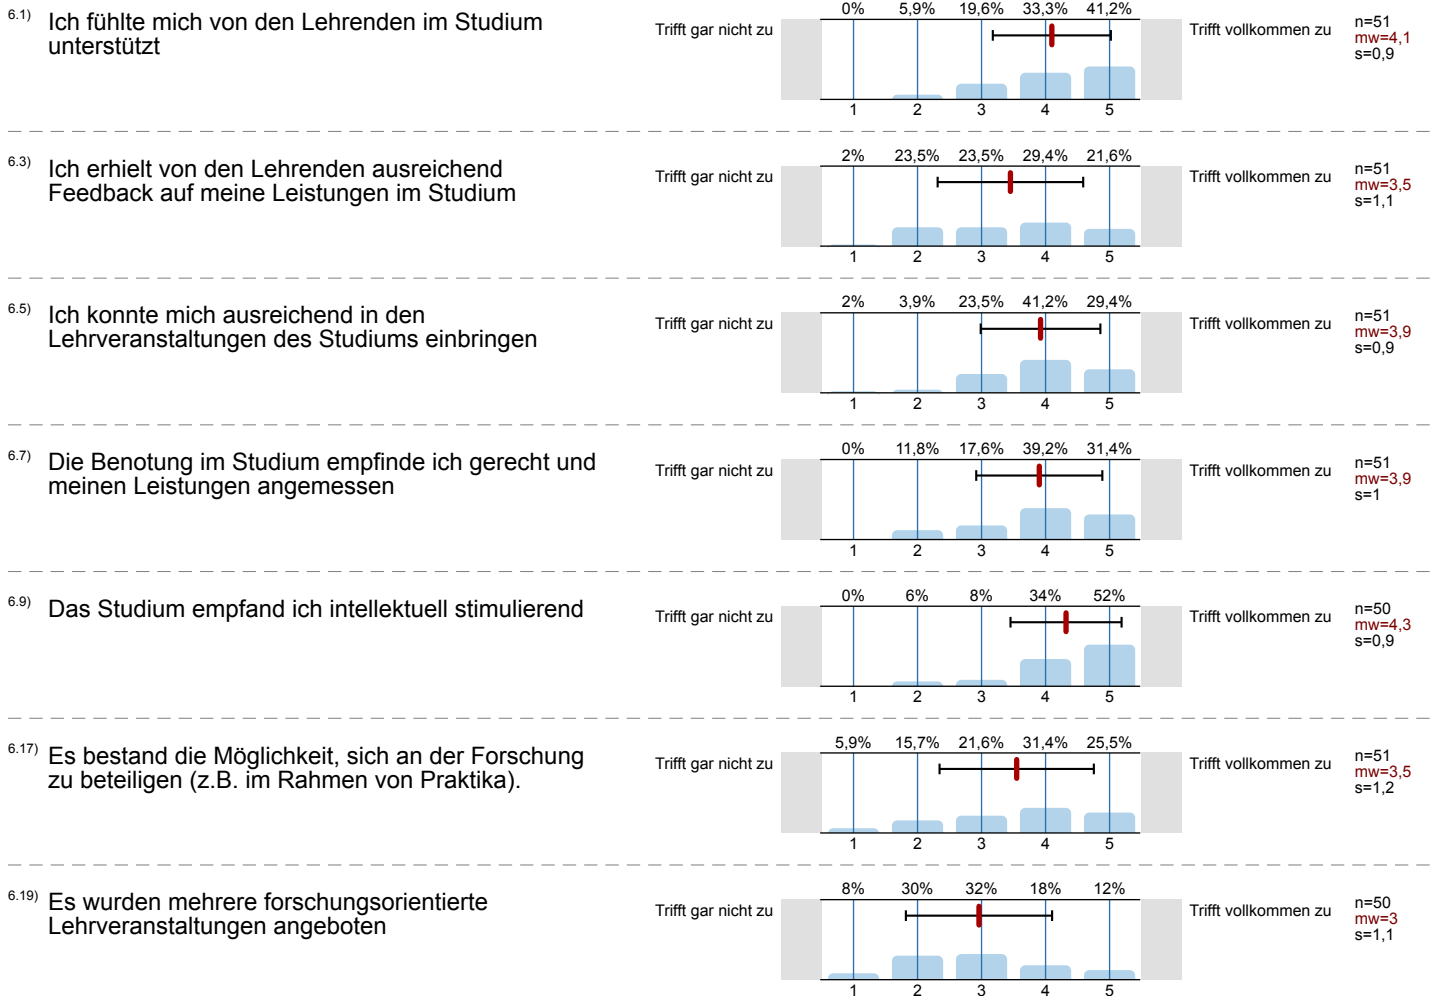 6.1) Ich fühlte mich von den Lehrenden im Studium
unterstützt
Trifft gar nicht zu
0% 5,9% 19,6% 33,3% 41,2%
1 2 3 4 5
Trifft vollkommen zu
n=51
mw=4,1
s=0,9
6.3) Ich erhielt von den Lehrenden ausreichend
Feedback auf meine Leistungen im Studium
Trifft gar nicht zu
2% 23,5% 23,5% 29,4% 21,6%
1 2 3 4 5
Trifft vollkommen zu
n=51
mw=3,5
s=1,1
6.5) Ich konnte mich ausreichend in den
Lehrveranstaltungen des Studiums einbringen
Trifft gar nicht zu
2% 3,9% 23,5% 41,2% 29,4%
1 2 3 4 5
Trifft vollkommen zu
n=51
mw=3,9
s=0,9
6.7) Die Benotung im Studium empfinde ich gerecht und
meinen Leistungen angemessen
Trifft gar nicht zu
0% 11,8% 17,6% 39,2% 31,4%
1 2 3 4 5
Trifft vollkommen zu
n=51
mw=3,9
s=1
6.9) Das Studium empfand ich intellektuell stimulierend
Trifft gar nicht zu
0% 6% 8% 34% 52%
1 2 3 4 5
Trifft vollkommen zu
n=50
mw=4,3
s=0,9
6.17) Es bestand die Möglichkeit, sich an der Forschung
zu beteiligen (z.B. im Rahmen von Praktika).
Trifft gar nicht zu
5,9% 15,7% 21,6% 31,4% 25,5%
1 2 3 4 5
Trifft vollkommen zu
n=51
mw=3,5
s=1,2
6.19) Es wurden mehrere forschungsorientierte
Lehrveranstaltungen angeboten
Trifft gar nicht zu
8% 30% 32% 18% 12%
1 2 3 4 5
Trifft vollkommen zu
n=50
mw=3
s=1,1